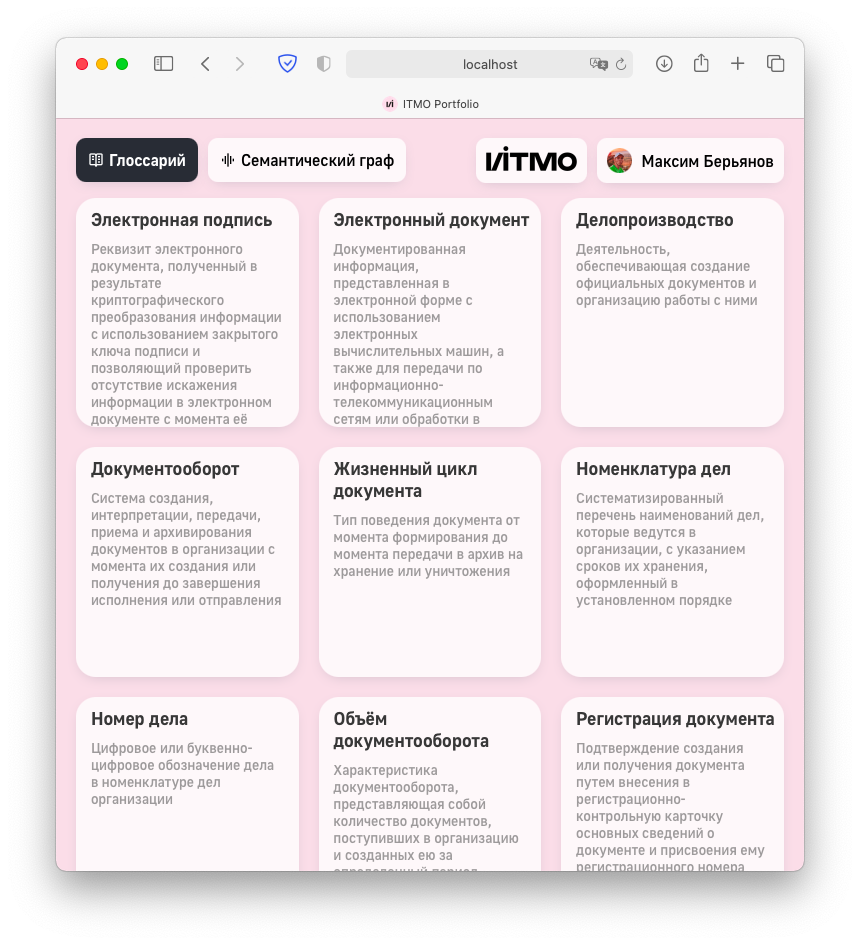 localhost
ITMO Portfolio
Глоссарий
Семантический граф
ITMO
Максим Берьянов
Электронная подпись
Реквизит электронного
документа, полученный в
результате
криптографического
преобразования информации
с использованием закрытого
ключа подписи и
позволяющий проверить
отсутствие искажения
информации в электронном
документе с момента её
Электронный документ
Документированная
информация,
представленная в
электронной форме с
использованием
электронных
вычислительных машин, а
также для передачи по
информационно-
телекоммуникационным
сетям или обработки в
Делопроизводство
Деятельность,
обеспечивающая создание
официальных документов и
организацию работы с ними
Документооборот
Система создания,
интерпретации, передачи,
приема и архивирования
документов в организации с
момента их создания или
получения до завершения
исполнения или отправления
Жизненный цикл
документа
Тип поведения документа от
момента формирования до
момента передачи в архив на
хранение или уничтожения
Номенклатура дел
Систематизированный
перечень наименований дел,
которые ведутся в
организации, с указанием
сроков их хранения,
оформленный в
установленном порядке
Номер дела
Цифровое или буквенно-
цифровое обозначение дела
в номенклатуре дел
организации
Объём
документооборота
Характеристика
документооборота,
представляющая собой
количество документов,
поступивших в организацию
и созданных ею за
определенный период
Регистрация документа
Подтверждение создания
или получения документа
путем внесения в
регистрационно-
контрольную карточку
основных сведений о
документе и присвоения ему
регистрационного номера